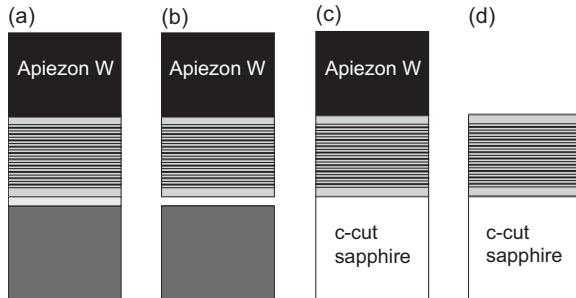 (a)
(b)
(c)
(d)
Apiezon W
Apiezon W
Apiezon W
c-cut
sapphire
c-cut
sapphire